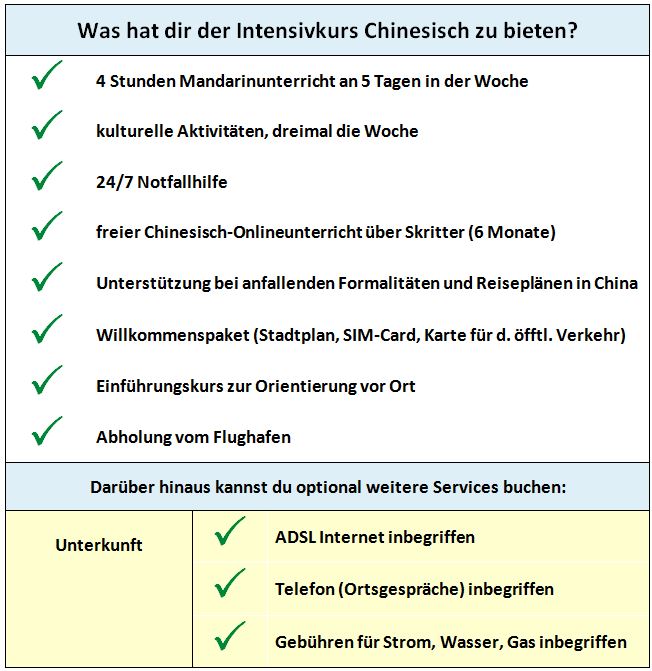 Was hat dir der Intensivkurs Chinesisch zu bieten?
4 Stunden Mandarinunterricht an 5 Tagen in der Woche
kulturelle Aktivitäten, dreimal die Woche
24/7 Notfallhilfe
freier Chinesisch-Onlineunterricht über Skritter (6 Monate)
Unterstützung bei anfallenden Formalitäten und Reiseplänen in China
Willkommenspaket (Stadtplan, SIM-Card, Karte für d. öfftl. Verkehr)
Einführungskurs zur Orientierung vor Ort
Abholung vom Flughafen
Darüber hinaus kannst du optional weitere Services buchen:
Unterkunft
ADSL Internet inbegriffen
Telefon (Ortsgespräche) inbegriffen
Gebühren für Strom, Wasser, Gas inbegriffen